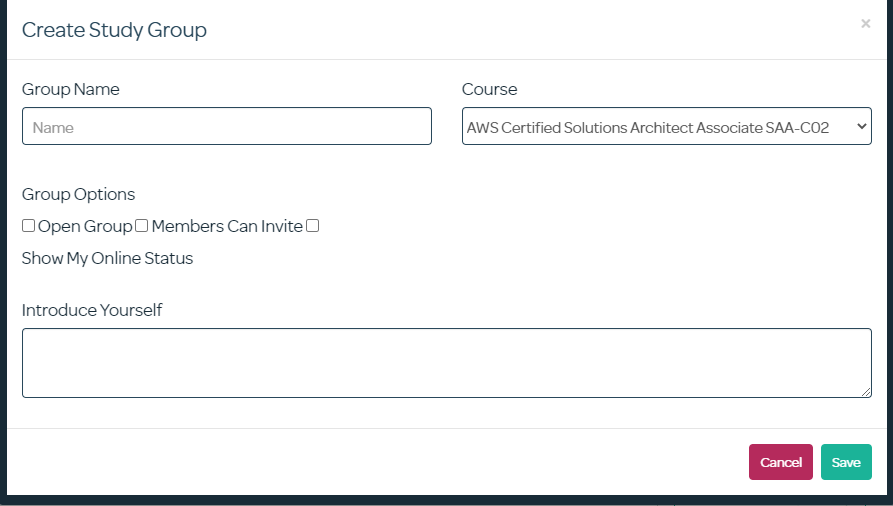 Create Study Group
×
Group Name
Course
Name
AWS Certified Solutions Architect Associate SAA-C02
Group Options
Open Group Members Can Invite
Show My Online Status
Introduce Yourself
Cancel Save